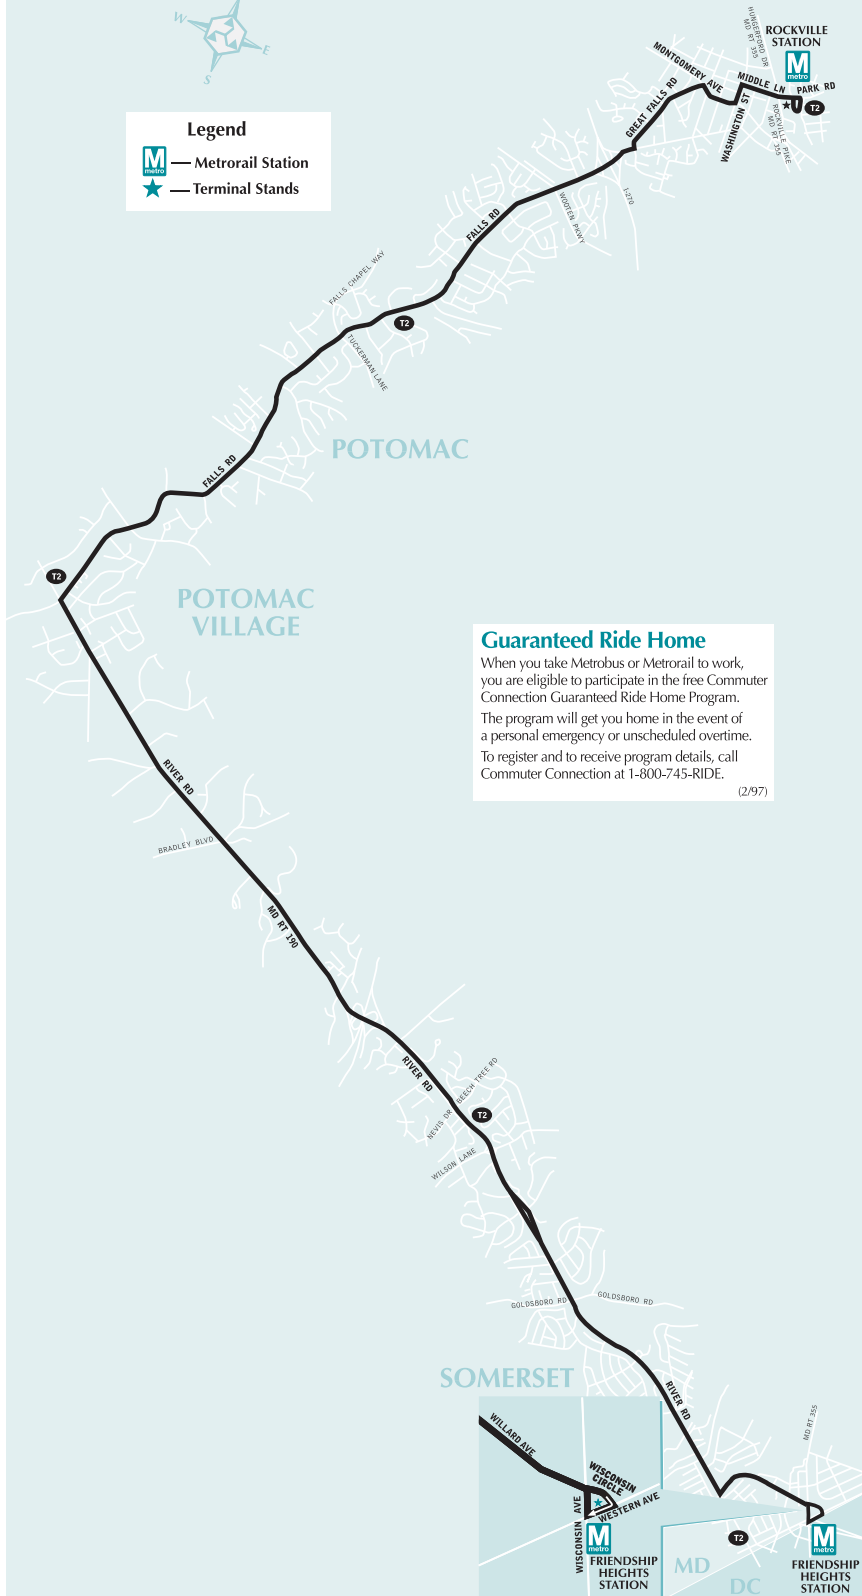 W
E
S
HUNGERFORD DR
MD RT 355
ROCKVILLE
STATION
M
metro
MONTGOMERY AVE
MIDDLE LN
PARK RD
T2
GREAT FALLS RD
WASHINGTON ST
ROCKVILLE PIKE
MD RT 355
Legend
M
metro
Metrorail Station
Terminal Stands
WOOTEN PKWY
I-270
FALLS RD
FALLS CHAPEL WAY
T2
TUCKERMAN LANE
POTOMAC
FALLS RD
T2
POTOMAC
VILLAGE
Guaranteed Ride Home
When you take Metrobus or Metrorail to work,
you are eligible to participate in the free Commuter
Connection Guaranteed Ride Home Program.
The program will get you home in the event of
a personal emergency or unscheduled overtime.
To register and to receive program details, call
Commuter Connection at 1-800-745-RIDE.
(2/97)
RIVER RD
BRADLEY BLVD
MD RT 190
RIVER RD
BEECH TREE RD
NEVIS DR
T2
WILSON LANE
GOLDSBORO RD
GOLDSBORO RD
SOMERSET
RIVER RD
MD RT 355
WILLARD AVE
WISCONSIN
CIRCLE
WISCONSIN AVE
WESTERN AVE
M
metro
FRIENDSHIP
HEIGHTS
STATION
T2
MD
DC
M
metro
FRIENDSHIP
HEIGHTS
STATION